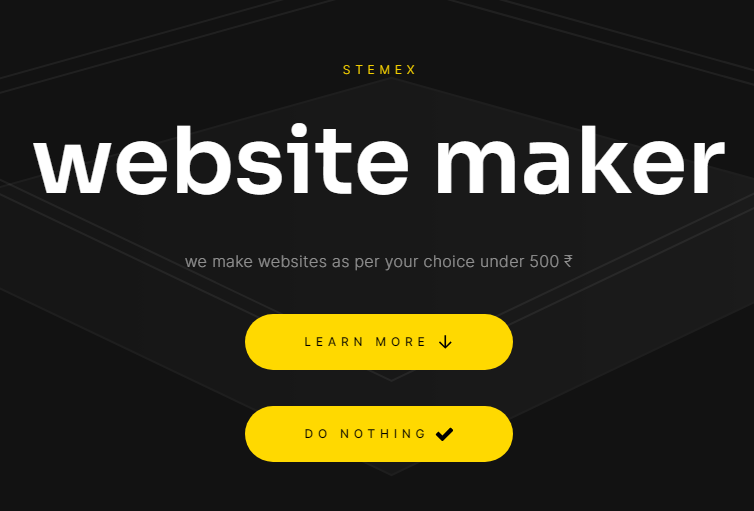 STEMEX
website maker
we make websites as per your choice under 500 ₹
LEARN MORE
DO NOTHING